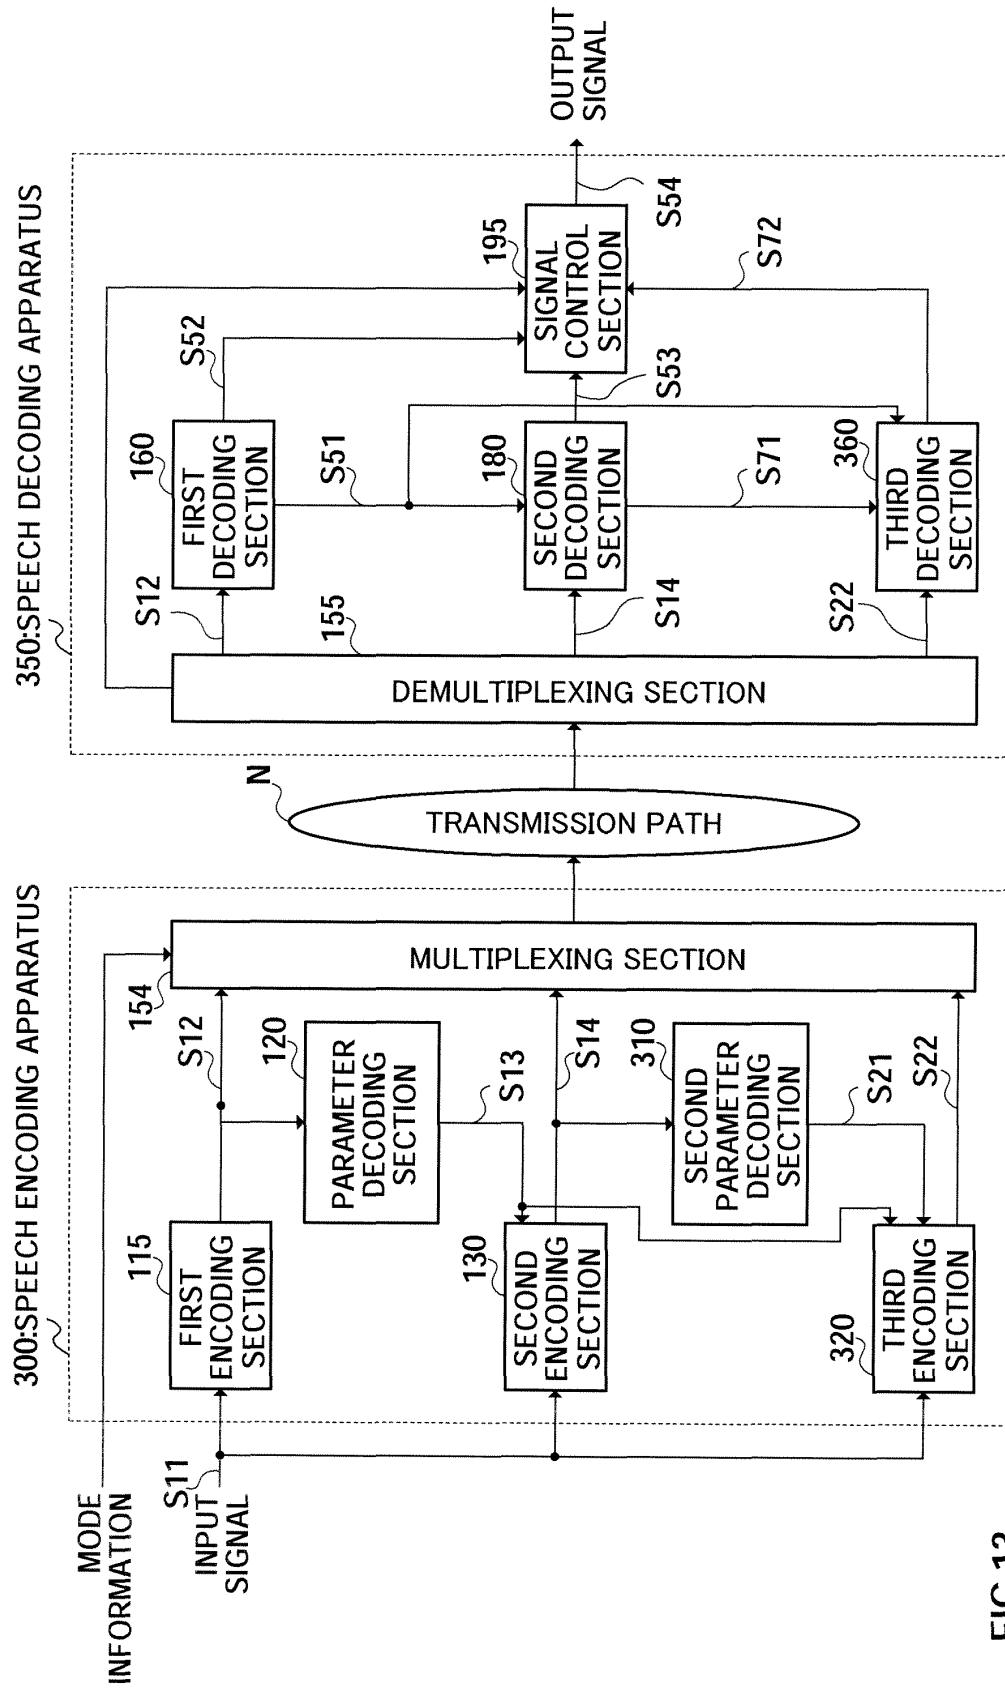 300:SPEECH ENCODING APPARATUS
MODE
INFORMATION
S11
INPUT
SIGNAL
115
FIRST
ENCODING
SECTION
S12
154
120
PARAMETER
DECODING
SECTION
S13
130
SECOND
ENCODING
SECTION
S14
310
SECOND
PARAMETER
DECODING
SECTION
S21
320
THIRD
ENCODING
SECTION
S22
MULTIPLEXING SECTION
N
TRANSMISSION PATH
350:SPEECH DECODING APPARATUS
155
DEMULTIPLEXING SECTION
S12
160
FIRST
DECODING
SECTION
S52
S51
S14
180
SECOND
DECODING
SECTION
S53
S71
S22
360
THIRD
DECODING
SECTION
S72
195
SIGNAL
CONTROL
SECTION
S54
OUTPUT
SIGNAL